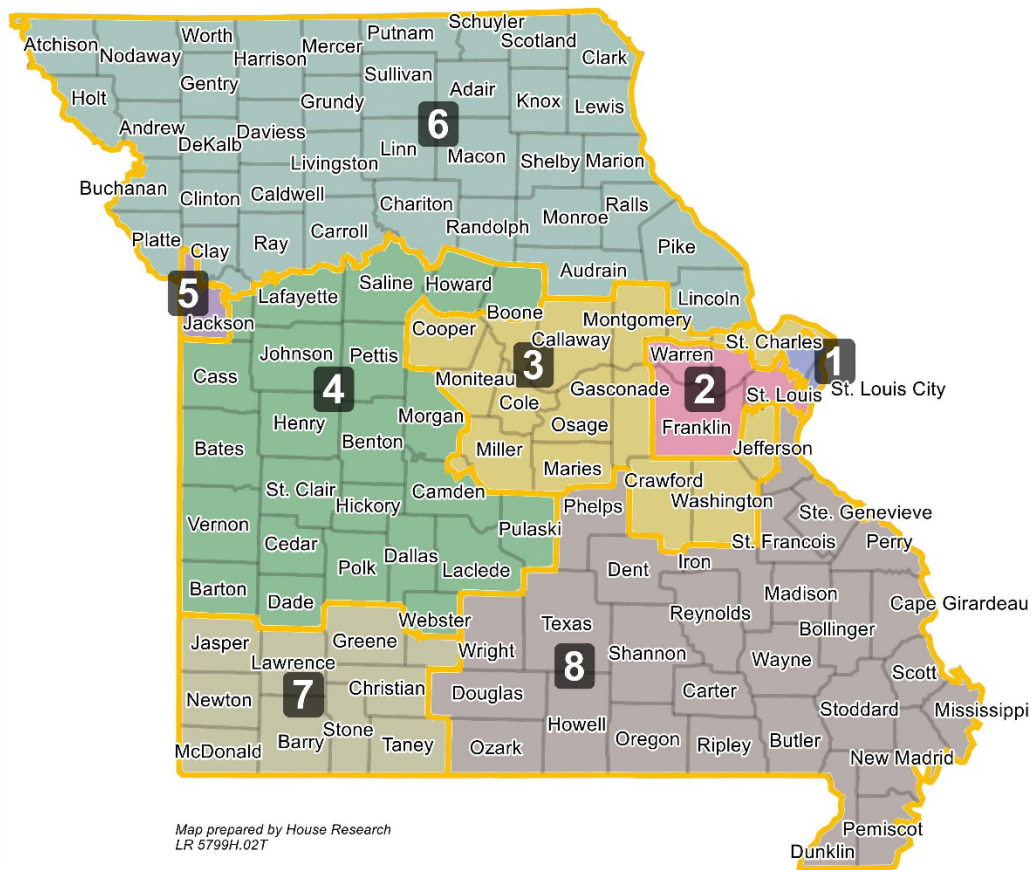 Schuyler
Worth
Putnam
Scotland
Atchison
Nodaway
Harrison
Mercer
Clark
Sullivan
Gentry
Adair
Holt
Grundy
Knox
Lewis
6
Andrew
Daviess
DeKalb
Linn
Macon
Shelby
Marion
Livingston
Buchanan
Clinton
Caldwell
Chariton
Ralls
Monroe
Randolph
Carroll
Platte
Clay
Ray
Pike
Audrain
Saline
Howard
5
Lafayette
Lincoln
Boone
Montgomery
Jackson
Cooper
Callaway
St. Charles
Johnson
Pettis
Warren
1
3
Cass
Moniteau
Gasconade
4
2
St. Louis
St. Louis City
Cole
Morgan
Henry
Osage
Franklin
Benton
Jefferson
Bates
Miller
Maries
Crawford
St. Clair
Camden
Washington
Hickory
Phelps
Ste. Genevieve
Vernon
Pulaski
Cedar
St. Francois
Perry
Dallas
Iron
Polk
Laclede
Dent
Barton
Madison
Dade
Cape Girardeau
Reynolds
Webster
Texas
Bollinger
Jasper
Greene
Wright
Shannon
Wayne
Lawrence
8
Scott
Christian
Newton
7
Douglas
Carter
Stoddard
Mississippi
Howell
Stone
McDonald
Barry
Taney
Ozark
Oregon
Ripley
Butler
New Madrid
Pemiscot
Dunklin
Map prepared by House Research
LR 5799H.02T